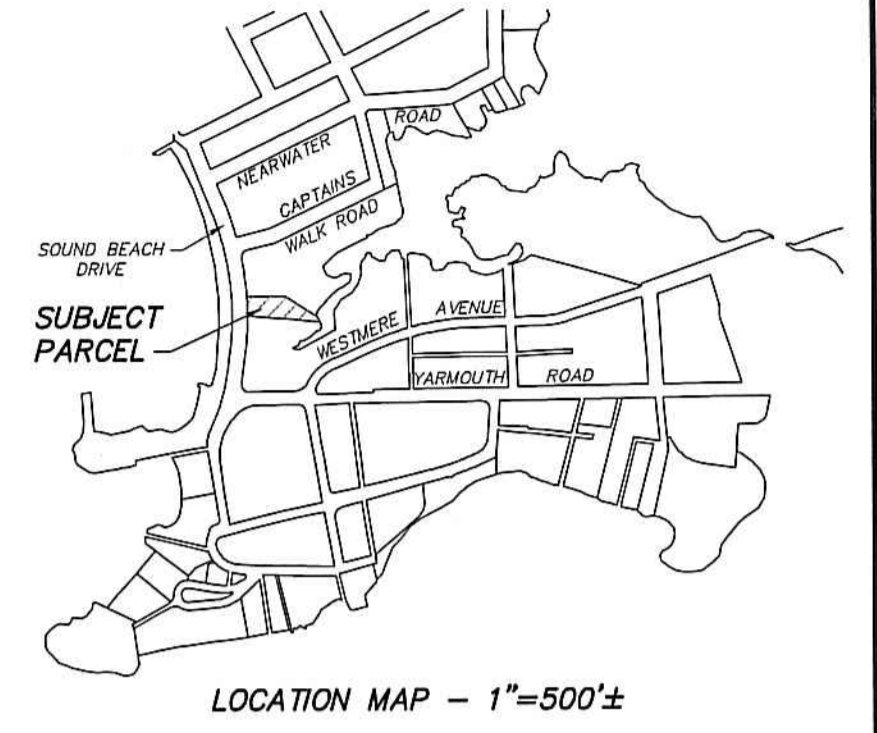 ROAD
NEARWATER
CAPTAINS
WALK ROAD
SOUND BEACH
DRIVE
SUBJECT
PARCEL
WESTMERE
AVENUE
YARMOUTH
ROAD
LOCATION MAP - 1"=500'±